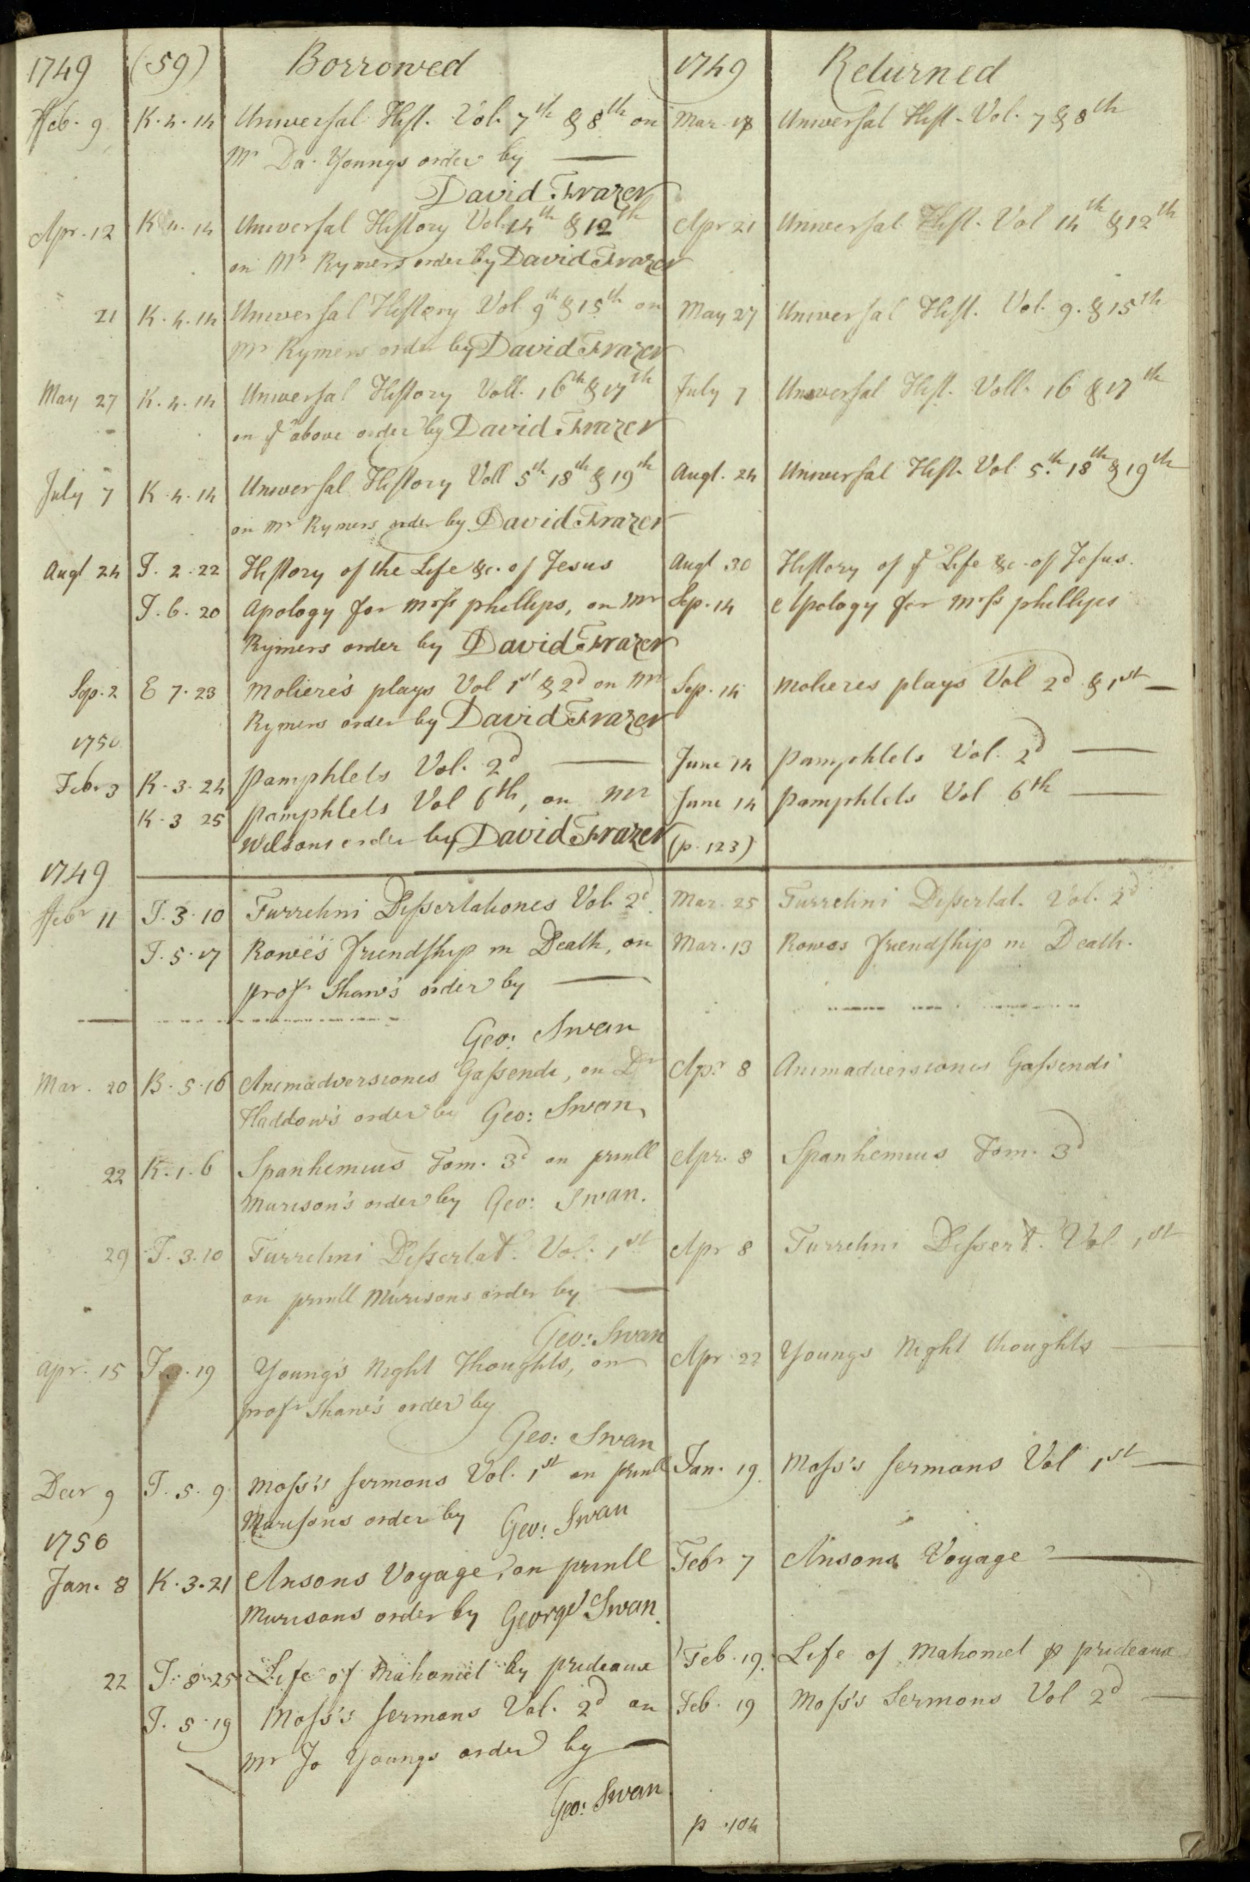 1749 (59) Borrowed 1749 Returned
Feb. 9 K. 4. 14 Universal Hist. Vol. 7th & 8th on Mar. 18 Universal Hist. Vol. 7 & 8th
Mr Da. Youngs order by —
David Frazer
Apr. 12 K. 4. 14 Universal History Vol. 14th & 12th Apr 21 Universal Hist. Vol 14th & 12th
on Mr Rymers order by David Frazer
21 K. 4. 14 Universal History Vol 9th & 15th on May 27 Universal Hist. Vol. 9. & 15th
Mr Rymers order by David Frazer
May 27 K. 4. 14 Universal History Voll. 16th & 17th July 7 Universal Hist. Voll. 16 & 17th
on ye above order by David Frazer
July 7 K. 4. 14 Universal History Voll 5th 18th & 19th Augt. 24 Universal Hist. Vol 5th 18th & 19th
on Mr Rymers order by David Frazer
Augt 24 T. 2. 22 History of the Life &c. of Jesus Augt 30 History of ye Life &c. of Jesus.
T. 6. 20 Apology for Mrss phillips, on Mr Sep. 14 Apology for Mrss phillips
Rymers order by David Frazer
Sep. 2 E 7. 23 Moliere's plays Vol 1st & 2d on Mr Sep. 14 Molieres plays Vol 2d & 1st —
Rymers order by David Frazer
1750
Febr 3 K. 3. 24 pamphlets Vol. 2d — June 14 pamphlets Vol. 2d —
K. 3 25 pamphlets Vol 6th, on Mr June 14 pamphlets Vol 6th —
Wilsons order by David Frazer (p. 123)
1749
Febr 11 T. 3. 10 Turretini Dissertationes Vol. 2d. Mar. 25 Turretini Dissertat. Vol. 2d
T. 5. 17 Rowe's friendship in Death, on Mar. 13 Rowes friendship in Death.
profr Shaw's order by —
Geo: Swan
Mar. 20 B. 5. 16 Animadversiones Gassendi, on Dr Apr 8 Animadversiones Gassendi
Haddow's order by Geo: Swan
22 K. 1. 6 Spanhemius Tom. 3d on prinll Apr. 8 Spanhemius Tom. 3d
Murison's order by Geo: Swan.
29 T. 3. 10 Turretini Dissertat. Vol. 1st Apr 8 Turretini Dissert. Vol 1st
on prinll Murisons order by —
Geo: Swan
Apr. 15 19 Young's Night Thoughts, on Apr 22 Youngs Night thoughts —
profr Shaw's order by
Geo: Swan
Decr 9 T. 5. 9 Moss's sermons Vol. 1st on prinll Jan. 19. Moss's sermons Vol 1st —
Murisons order by Geo: Swan
1750
Jan. 8 K. 3. 21 Ansons Voyage, on prinll Febr 7 Ansons Voyage —
Murisons order by George Swan.
22 T. 8. 25 Life of Mahomet by prideaux Feb. 19. Life of Mahomet p prideaux
T. 5. 19 Moss's sermons Vol. 2d on Feb. 19 Moss's Sermons Vol 2d —
Mr Jo Youngs order by —
Geo: Swan
p. 104